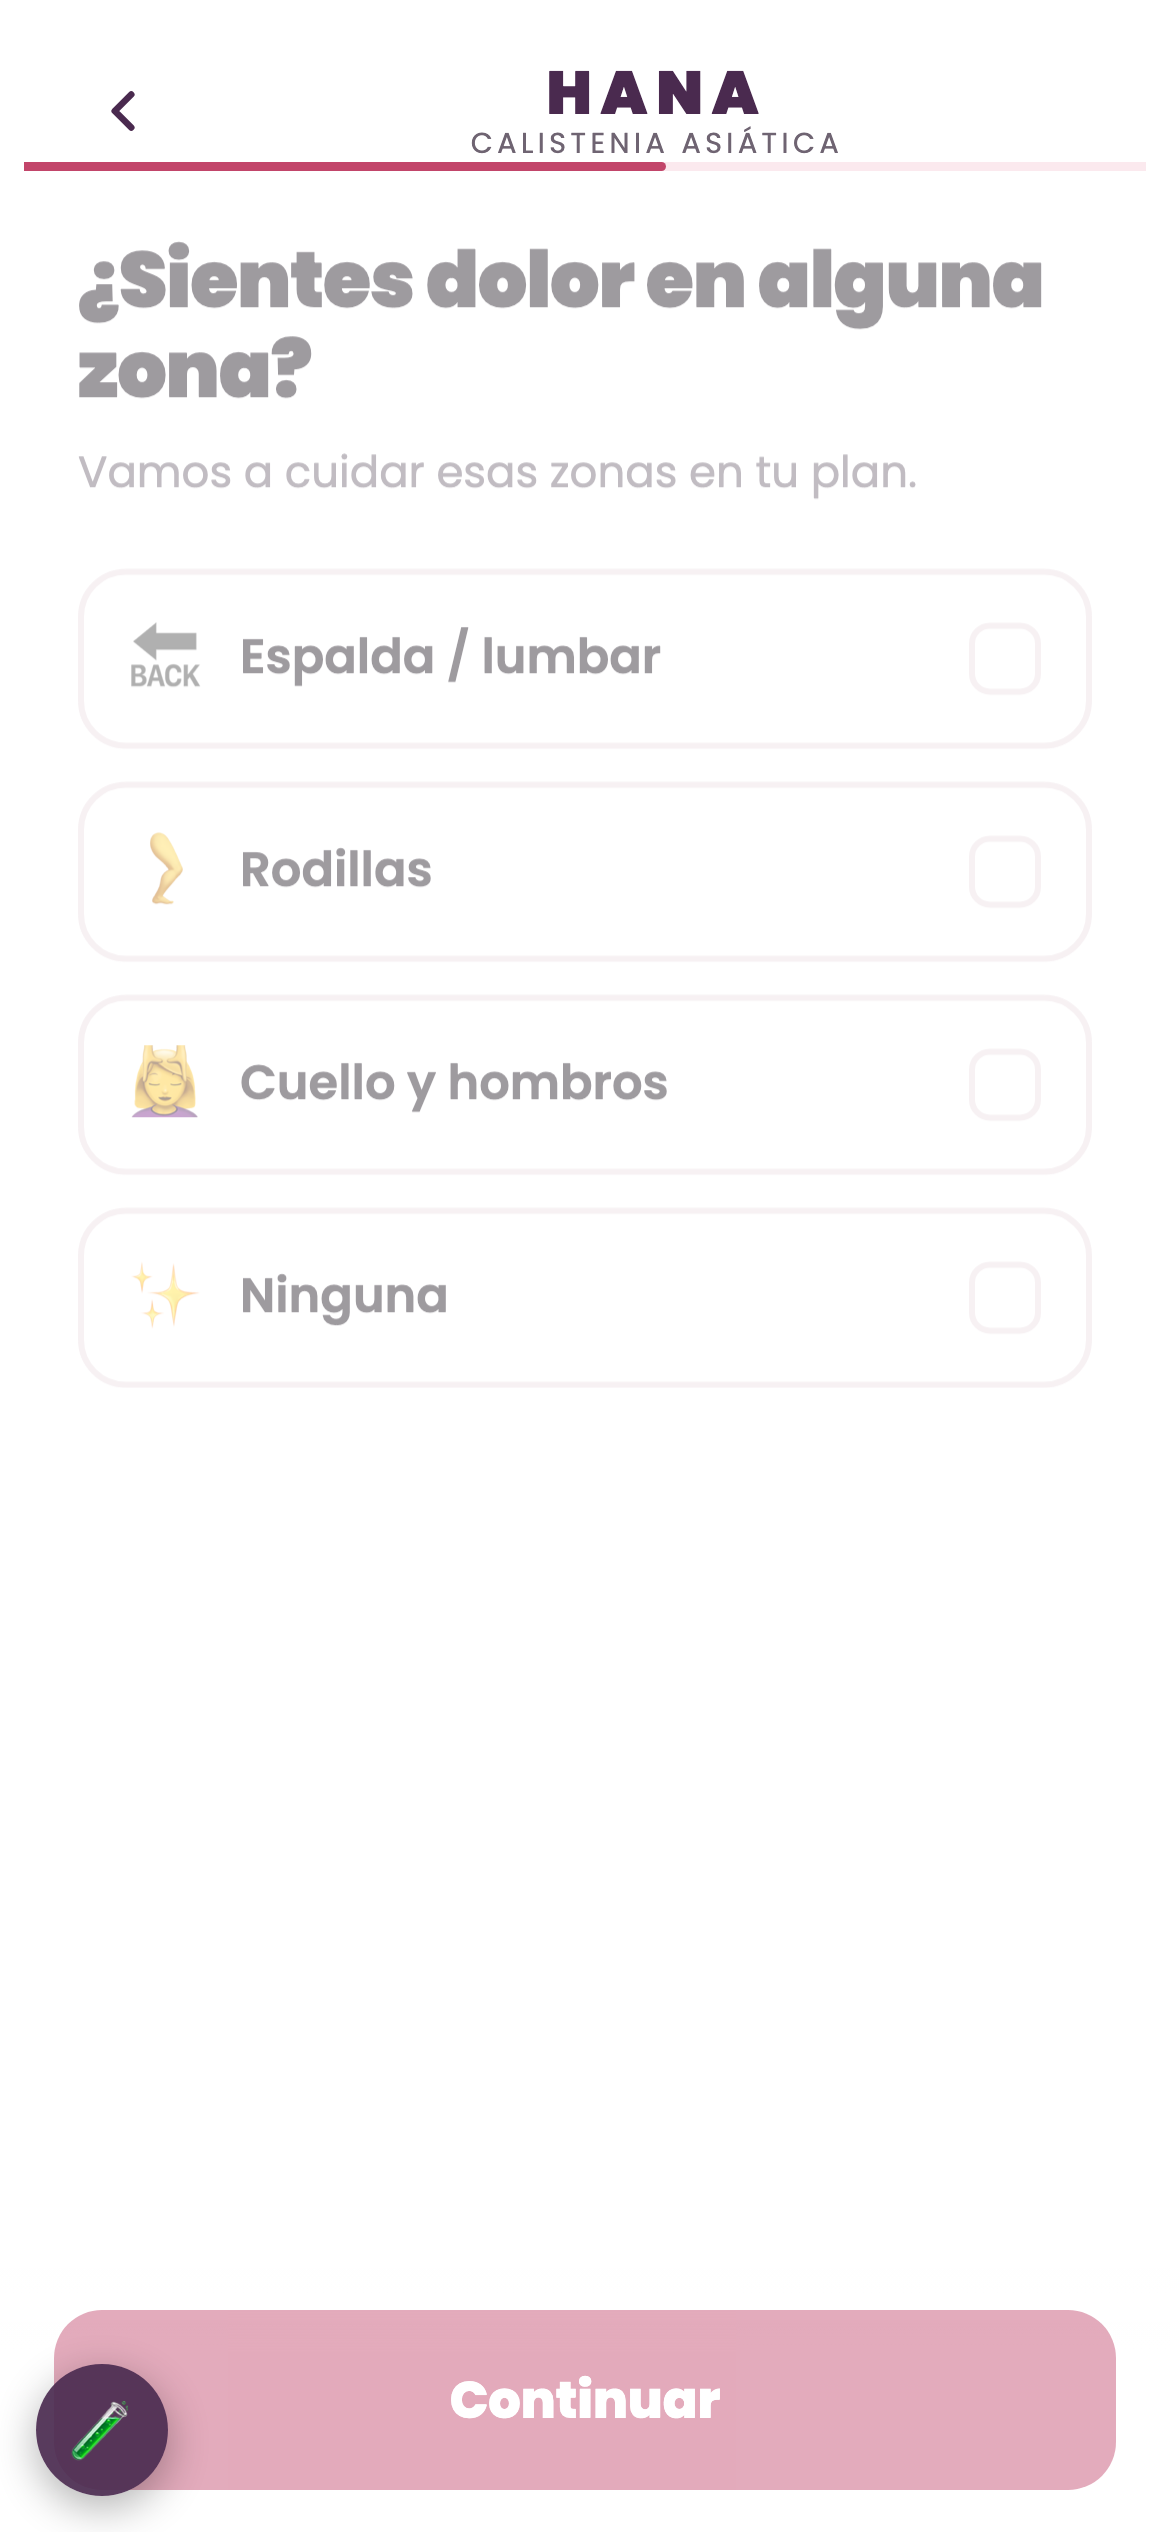 HANA
CALISTENIA ASIÁTICA
¿Sientes dolor en alguna
zona?
Vamos a cuidar esas zonas en tu plan.
BACK
Espalda / lumbar
Rodillas
Cuello y hombros
Ninguna
Continuar